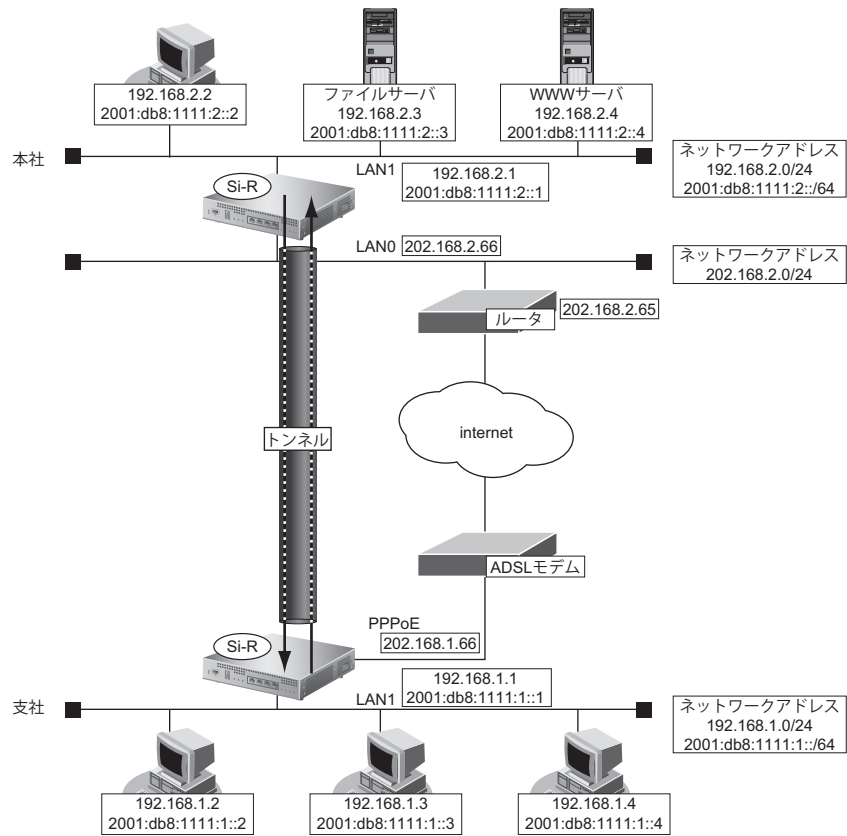 192.168.2.2
2001:db8:1111:2::2
ファイルサーバ
192.168.2.3
2001:db8:1111:2::3
WWWサーバ
192.168.2.4
2001:db8:1111:2::4
本社
LAN1
192.168.2.1
2001:db8:1111:2::1
ネットワークアドレス
192.168.2.0/24
2001:db8:1111:2::/64
Si-R
LAN0
202.168.2.66
ネットワークアドレス
202.168.2.0/24
ルータ
202.168.2.65
トンネル
internet
ADSLモデム
PPPoE
202.168.1.66
Si-R
支社
LAN1
192.168.1.1
2001:db8:1111:1::1
ネットワークアドレス
192.168.1.0/24
2001:db8:1111:1::/64
192.168.1.2
2001:db8:1111:1::2
192.168.1.3
2001:db8:1111:1::3
192.168.1.4
2001:db8:1111:1::4